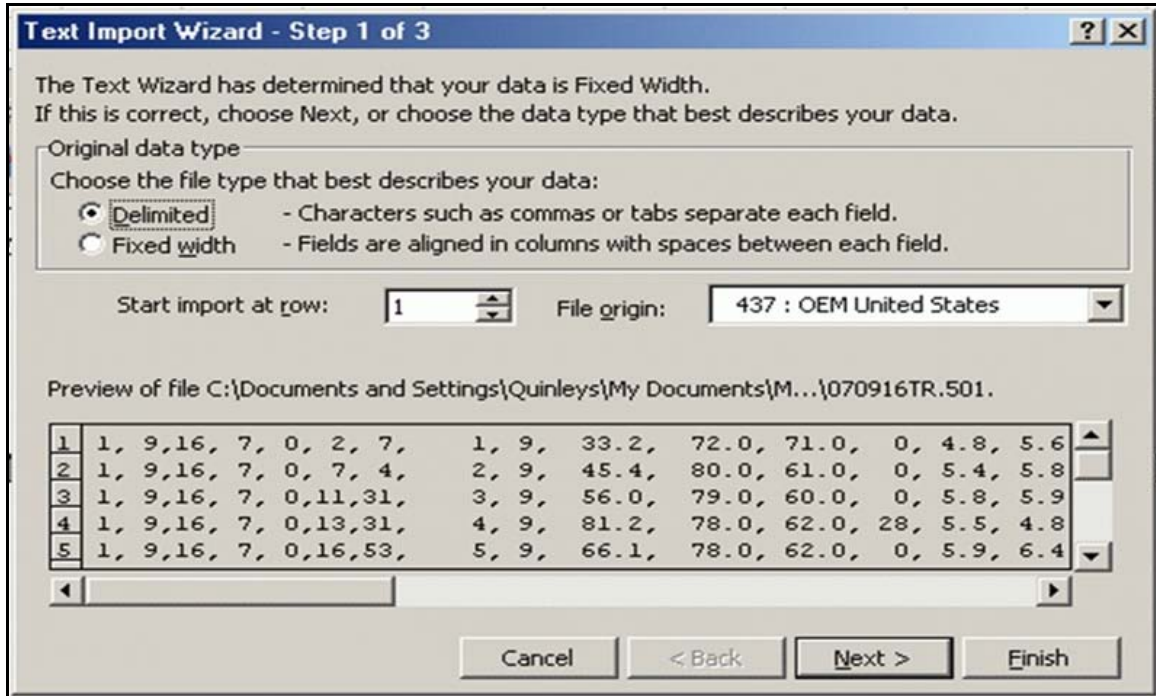 Text Import Wizard - Step 1 of 3
The Text Wizard has determined that your data is Fixed Width.
If this is correct, choose Next, or choose the data type that best describes your data.
Original data type
Choose the file type that best describes your data:
Delimited - Characters such as commas or tabs separate each field.
Fixed width - Fields are aligned in columns with spaces between each field.
Start import at row: 1 File origin: 437 : OEM United States
Preview of file C:\Documents and Settings\Quinleys\My Documents\M...\070916TR.501.
1 1, 9,16, 7, 0, 2, 7, 1, 9, 33.2, 72.0, 71.0, 0, 4.8, 5.6
2 1, 9,16, 7, 0, 7, 4, 2, 9, 45.4, 80.0, 61.0, 0, 5.4, 5.8
3 1, 9,16, 7, 0,11,31, 3, 9, 56.0, 79.0, 60.0, 0, 5.8, 5.9
4 1, 9,16, 7, 0,13,31, 4, 9, 81.2, 78.0, 62.0, 28, 5.5, 4.8
5 1, 9,16, 7, 0,16,53, 5, 9, 66.1, 78.0, 62.0, 0, 5.9, 6.4
Cancel < Back Next > Finish